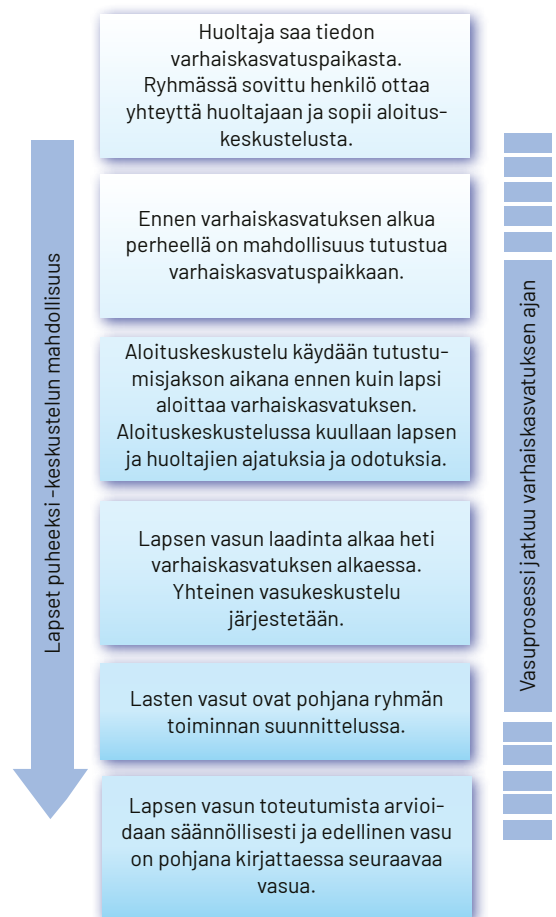 Huoltaja saa tiedon
varhaiskasvatuspaikasta.
Ryhmässä sovittu henkilö ottaa
yhteyttä huoltajaan ja sopii aloitus-
keskustelusta.
Ennen varhaiskasvatuksen alkua
perheellä on mahdollisuus tutustua
varhaiskasvatuspaikkaan.
Aloituskeskustelu käydään tutustu-
misjakson aikana ennen kuin lapsi
aloittaa varhaiskasvatuksen.
Aloituskeskustelussa kuullaan lapsen
ja huoltajien ajatuksia ja odotuksia.
Lapsen vasun laadinta alkaa heti
varhaiskasvatuksen alkaessa.
Yhteinen vasukeskustelu
järjestetään.
Lasten vasut ovat pohjana ryhmän
toiminnan suunnittelussa.
Lapsen vasun toteutumista arvioi-
daan säännöllisesti ja edellinen vasu
on pohjana kirjattaessa seuraavaa
vasua.
Lapset puheeksi -keskustelun mahdollisuus
Vasuprosessi jatkuu varhaiskasvatuksen ajan